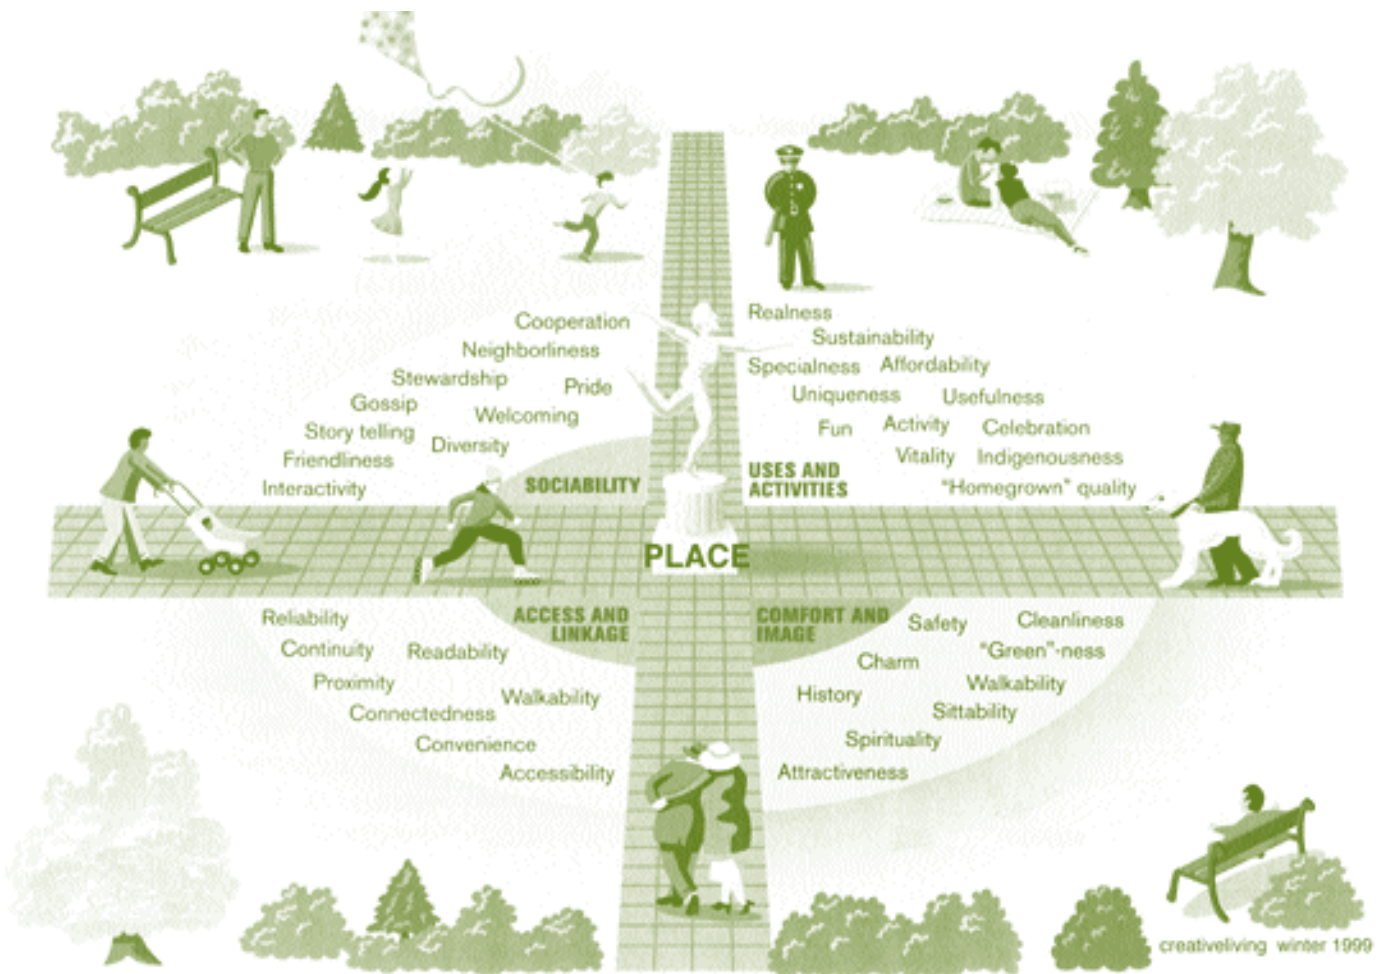 Cooperation
Neighborliness
Stewardship
Pride
Gossip
Welcoming
Story telling
Diversity
Friendliness
Interactivity
SOCIABILITY
Realness
Sustainability
Specialness
Affordability
Uniqueness
Usefulness
Fun
Activity
Celebration
Vitality
Indigenousness
"Homegrown" quality
USES AND
ACTIVITIES
PLACE
ACCESS AND
LINKAGE
Reliability
Continuity
Readability
Proximity
Walkability
Connectedness
Convenience
Accessibility
COMFORT AND
IMAGE
Safety
Cleanliness
Charm
"Green"-ness
History
Walkability
Sittability
Spirituality
Attractiveness
creativeliving winter 1999